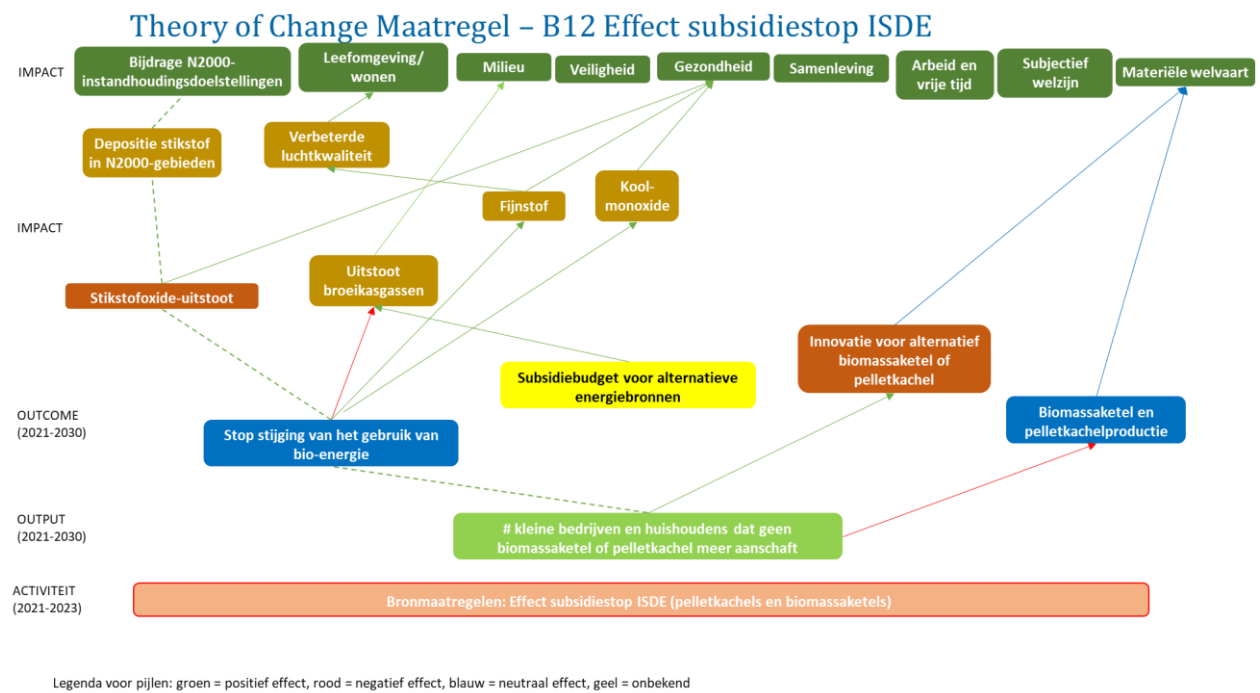 Theory of Change Maatregel – B12 Effect subsidiestop ISDE
IMPACT
Bijdrage N2000-
instandhoudingsdoelstellingen
Leefomgeving/
wonen
Milieu
Veiligheid
Gezondheid
Samenleving
Arbeid en
vrije tijd
Subjectief
welzijn
Materiële welvaart
Depositie stikstof
in N2000-gebieden
Verbeterde
luchtkwaliteit
Fijnstof
Kool-
monoxide
IMPACT
Stikstofoxide-uitstoot
Uitstoot
broeikasgassen
Innovatie voor alternatief
biomassaketel of
pelletkachel
Subsidiebudget voor alternatieve
energiebronnen
OUTCOME
(2021-2030)
Stop stijging van het gebruik van
bio-energie
Biomassaketel en
pelletkachelproductie
OUTPUT
(2021-2030)
# kleine bedrijven en huishoudens dat geen
biomassaketel of pelletkachel meer aanschaft
ACTIVITEIT
(2021-2023)
Bronmaatregelen: Effect subsidiestop ISDE (pelletkachels en biomassaketels)
Legenda voor pijlen: groen = positief effect, rood = negatief effect, blauw = neutraal effect, geel = onbekend